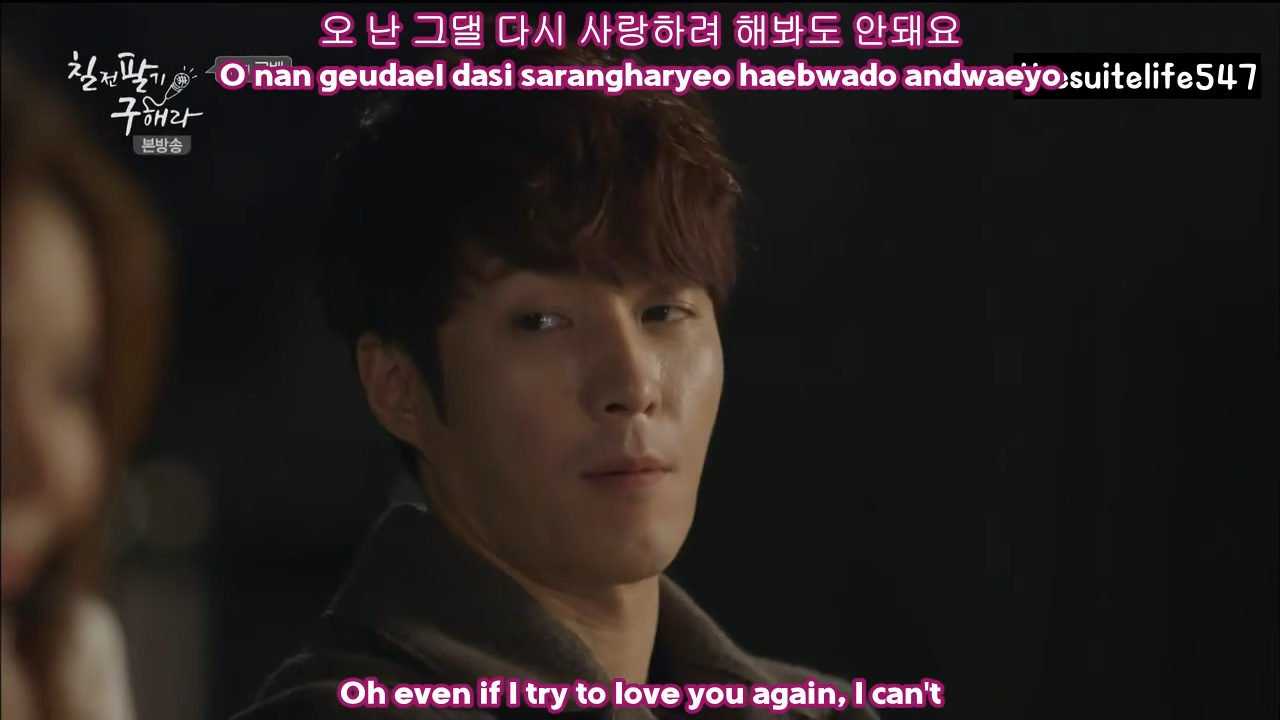 오 난 그댈 다시 사랑하려 해봐도 안돼요
O nan geudael dasi sarangharyeo haebwado andwaeyo
suitelife547
칠전팔기
구해라
본방송
Oh even if I try to love you again, I can't